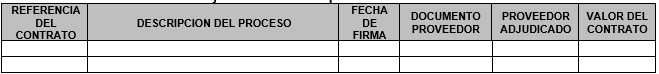 REFERENCIA DEL CONTRATO
DESCRIPCION DEL PROCESO
FECHA DE FIRMA
DOCUMENTO PROVEEDOR
PROVEEDOR ADJUDICADO
VALOR DEL CONTRATO